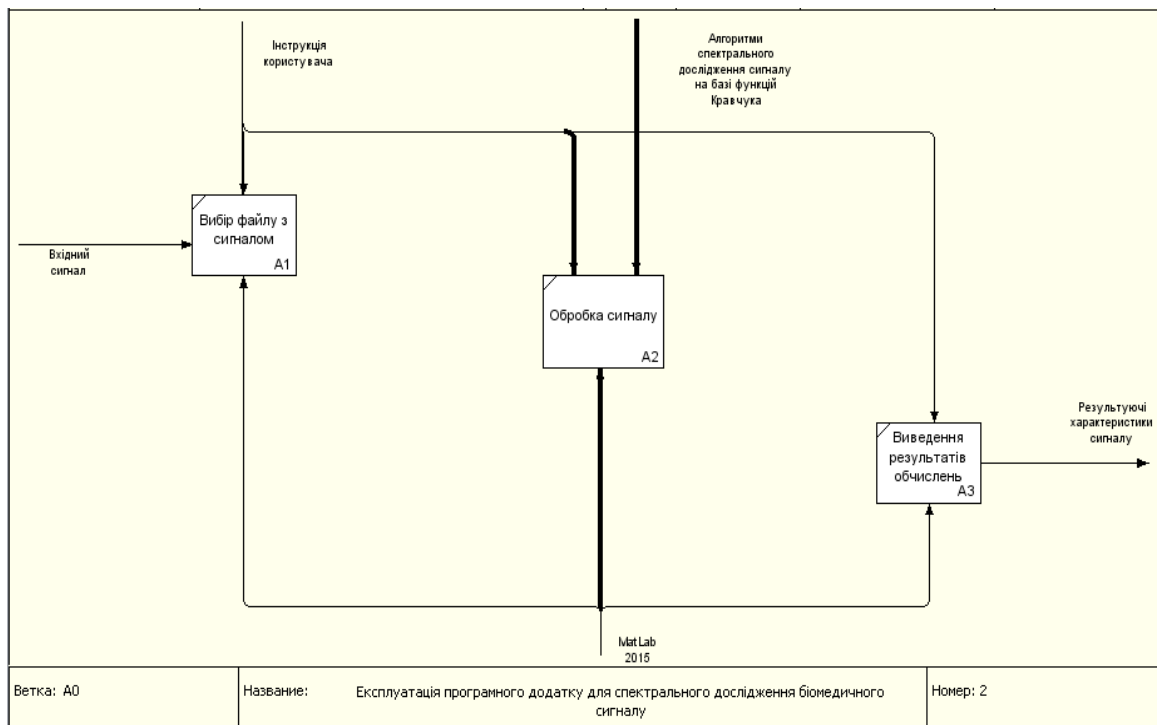 Інструкція
користувача
Алгоритми
спектрального
дослідження сигналу
на базі функцій
Кравчука
Вибір файлу з
сигналом
A1
Вхідний
сигнал
Обробка сигналу
A2
Результуючі
характеристики
сигналу
Виведення
результатів
обчислень
A3
MatLab
2015
Ветка: A0
Название:
Експлуатація програмного додатку для спектрального дослідження біомедичного
сигналу
Номер: 2